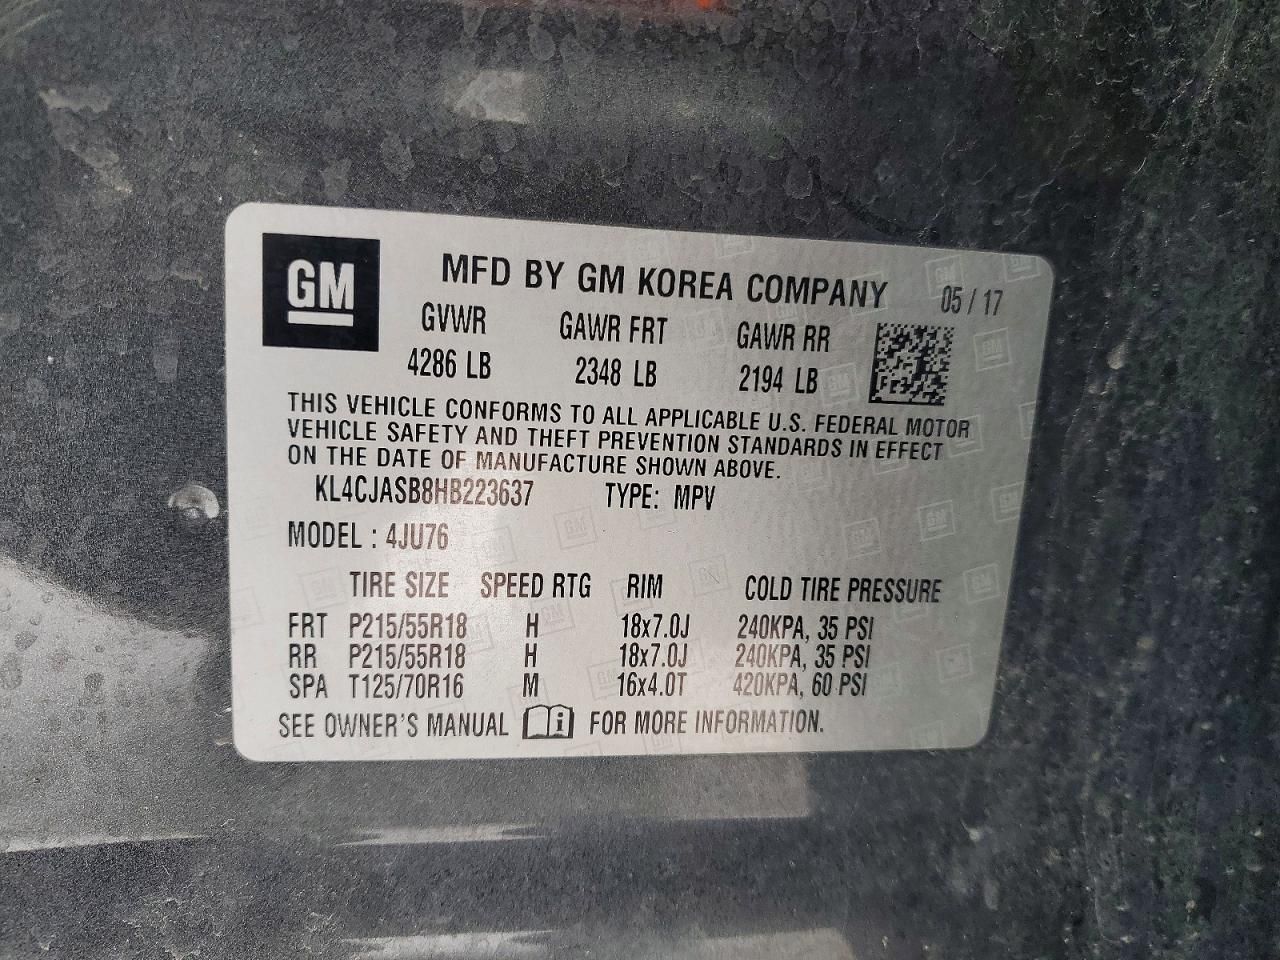 GM
MFD BY GM KOREA COMPANY 05 / 17
GVWR GAWR FRT GAWR RR
4286 LB 2348 LB 2194 LB
THIS VEHICLE CONFORMS TO ALL APPLICABLE U.S. FEDERAL MOTOR
VEHICLE SAFETY AND THEFT PREVENTION STANDARDS IN EFFECT
ON THE DATE OF MANUFACTURE SHOWN ABOVE.
KL4CJASB8HB223637 TYPE: MPV
MODEL : 4JU76
TIRE SIZE SPEED RTG RIM COLD TIRE PRESSURE
FRT P215/55R18 H 18x7.0J 240KPA, 35 PSI
RR P215/55R18 H 18x7.0J 240KPA, 35 PSI
SPA T125/70R16 M 16x4.0T 420KPA, 60 PSI
SEE OWNER'S MANUAL i FOR MORE INFORMATION.